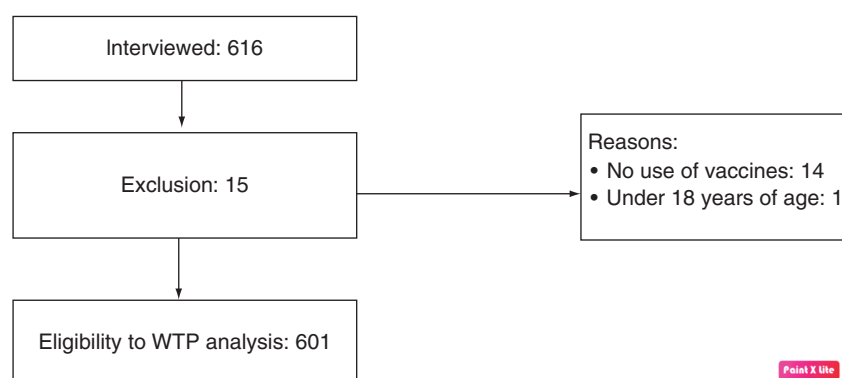 Interviewed: 616
Exclusion: 15
Reasons:
• No use of vaccines: 14
• Under 18 years of age: 1
Eligibility to WTP analysis: 601
Paint X lite